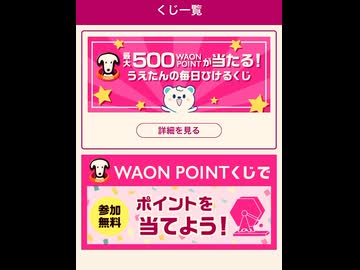 くじ一覧
最大500WAON POINTが当たる!
うえたんの毎日ひけるくじ
詳細を見る
WAON POINTくじで
参加無料
ポイントを
当てよう!